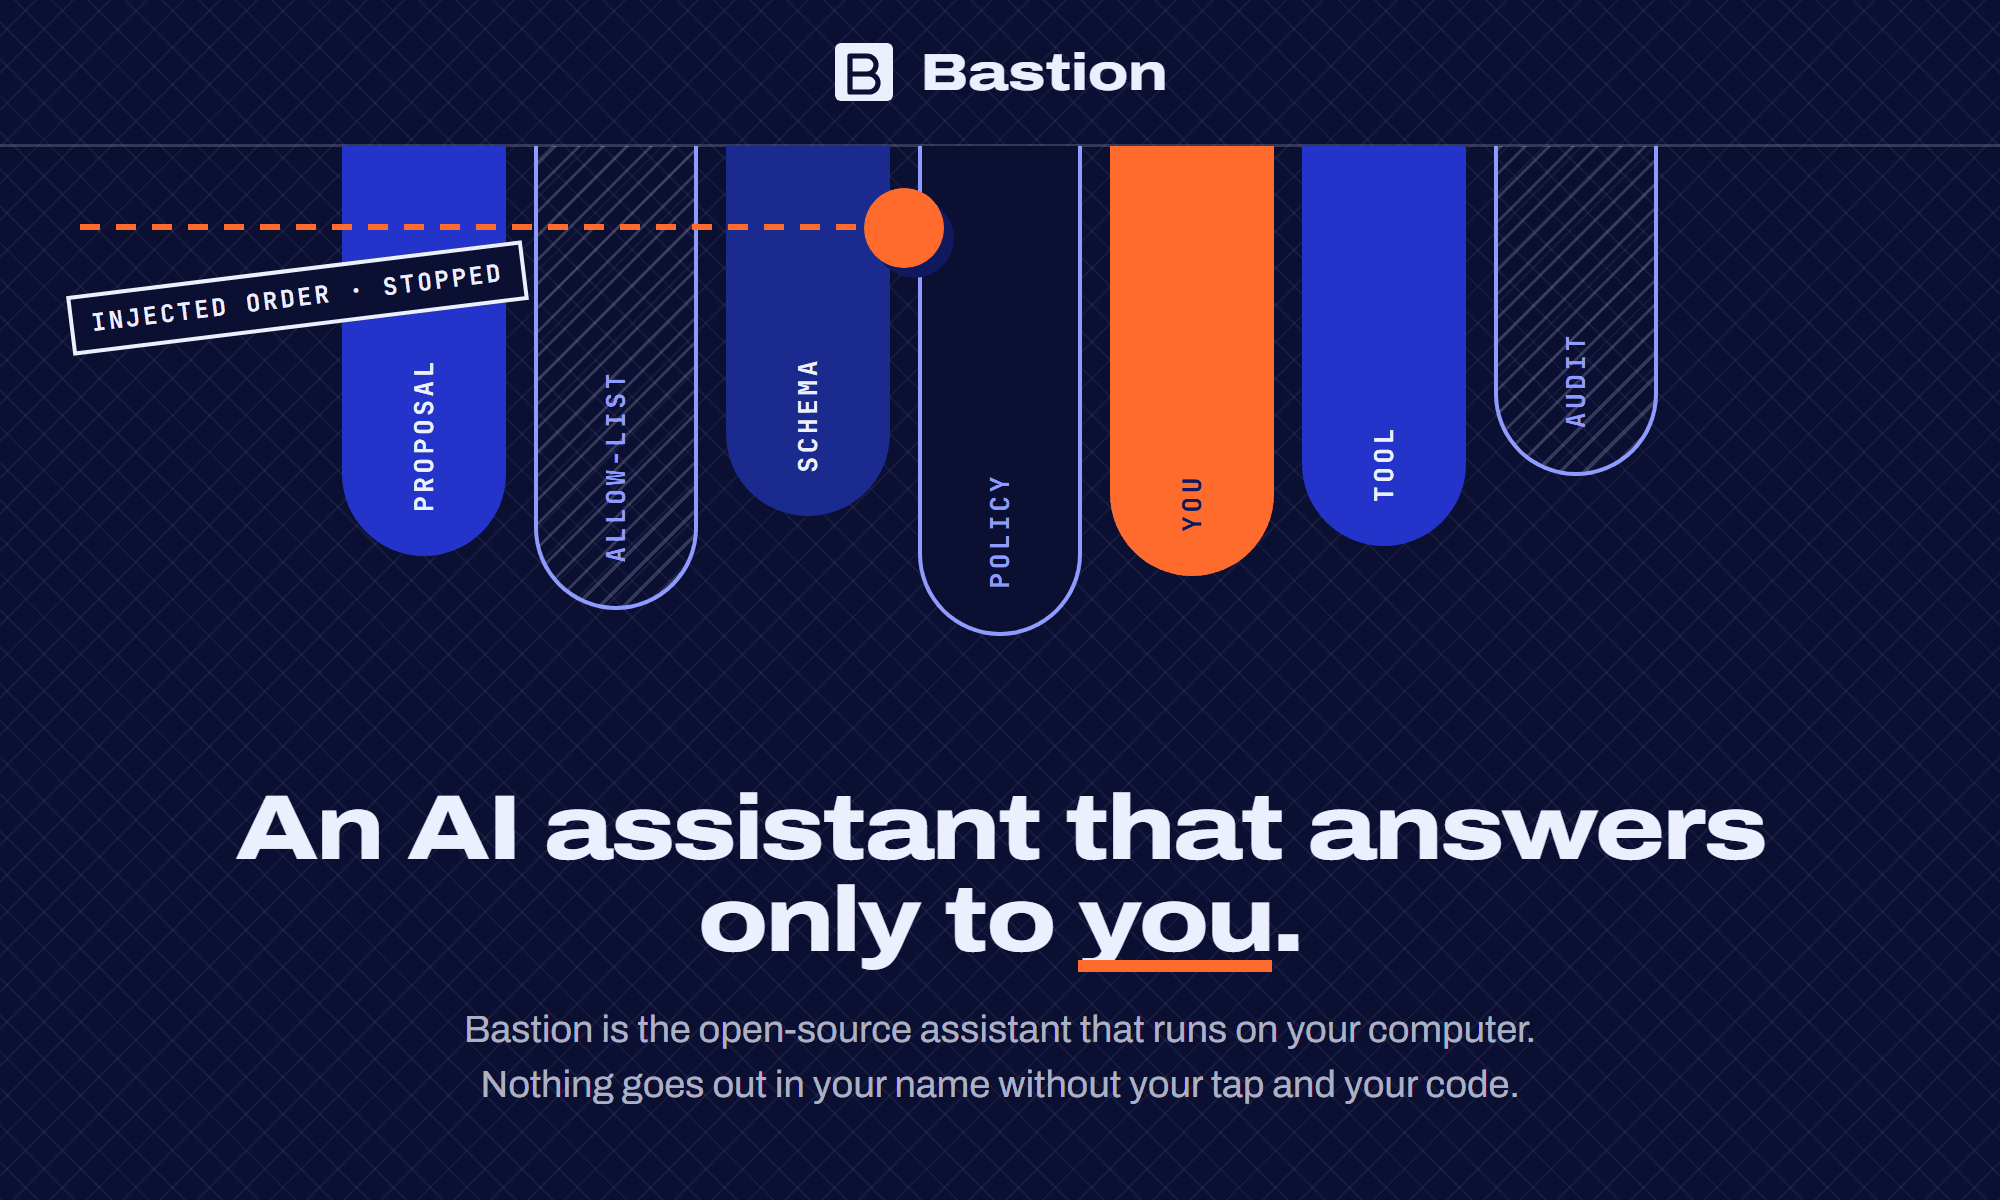 B Bastion
INJECTED ORDER · STOPPED
PROPOSAL
ALLOW-LIST
SCHEMA
POLICY
YOU
TOOL
AUDIT
An AI assistant that answers
only to you.
Bastion is the open-source assistant that runs on your computer.
Nothing goes out in your name without your tap and your code.